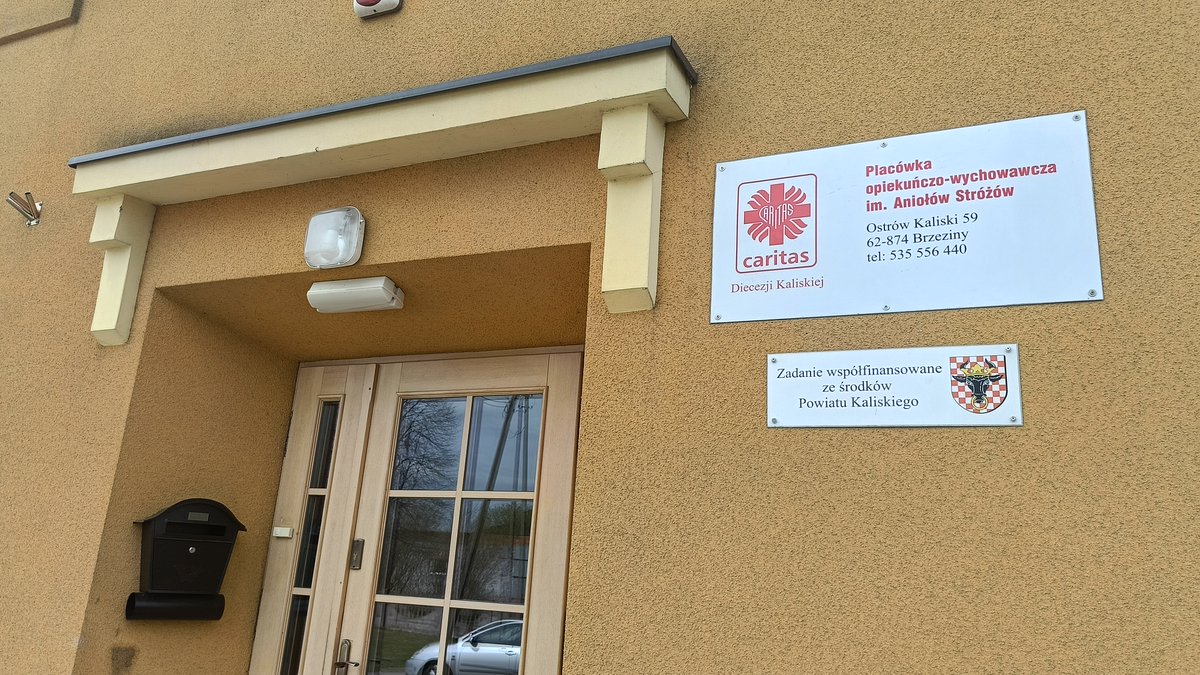 CARITAS
caritas
Diecezji Kaliskiej
Placówka
opiekuńczo-wychowawcza
im. Aniołów Stróżów
Ostrów Kaliski 59
62-874 Brzeziny
tel: 535 556 440
Zadanie współfinansowane
ze środków
Powiatu Kaliskiego